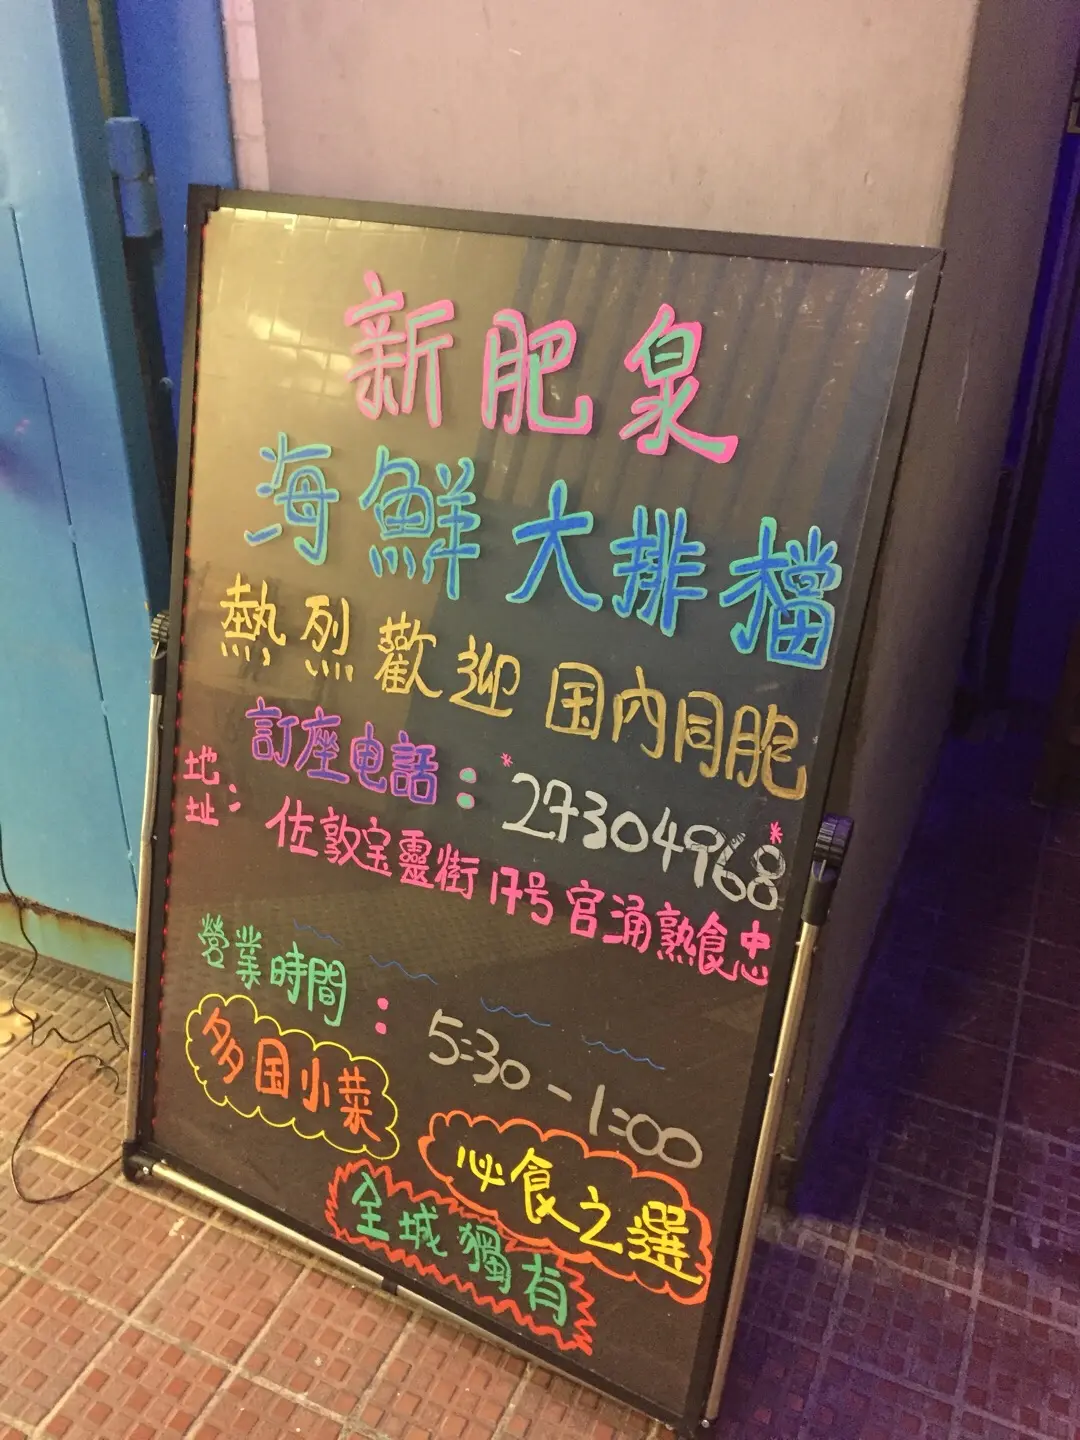 新肥泉
海鮮大排檔
熱烈歡迎国内同胞
訂座电話：*27304968*
地址：佐敦宝靈街17号官涌熟食中心
營業時間：5:30-1:00
多国小菜
必食之選
全城獨有